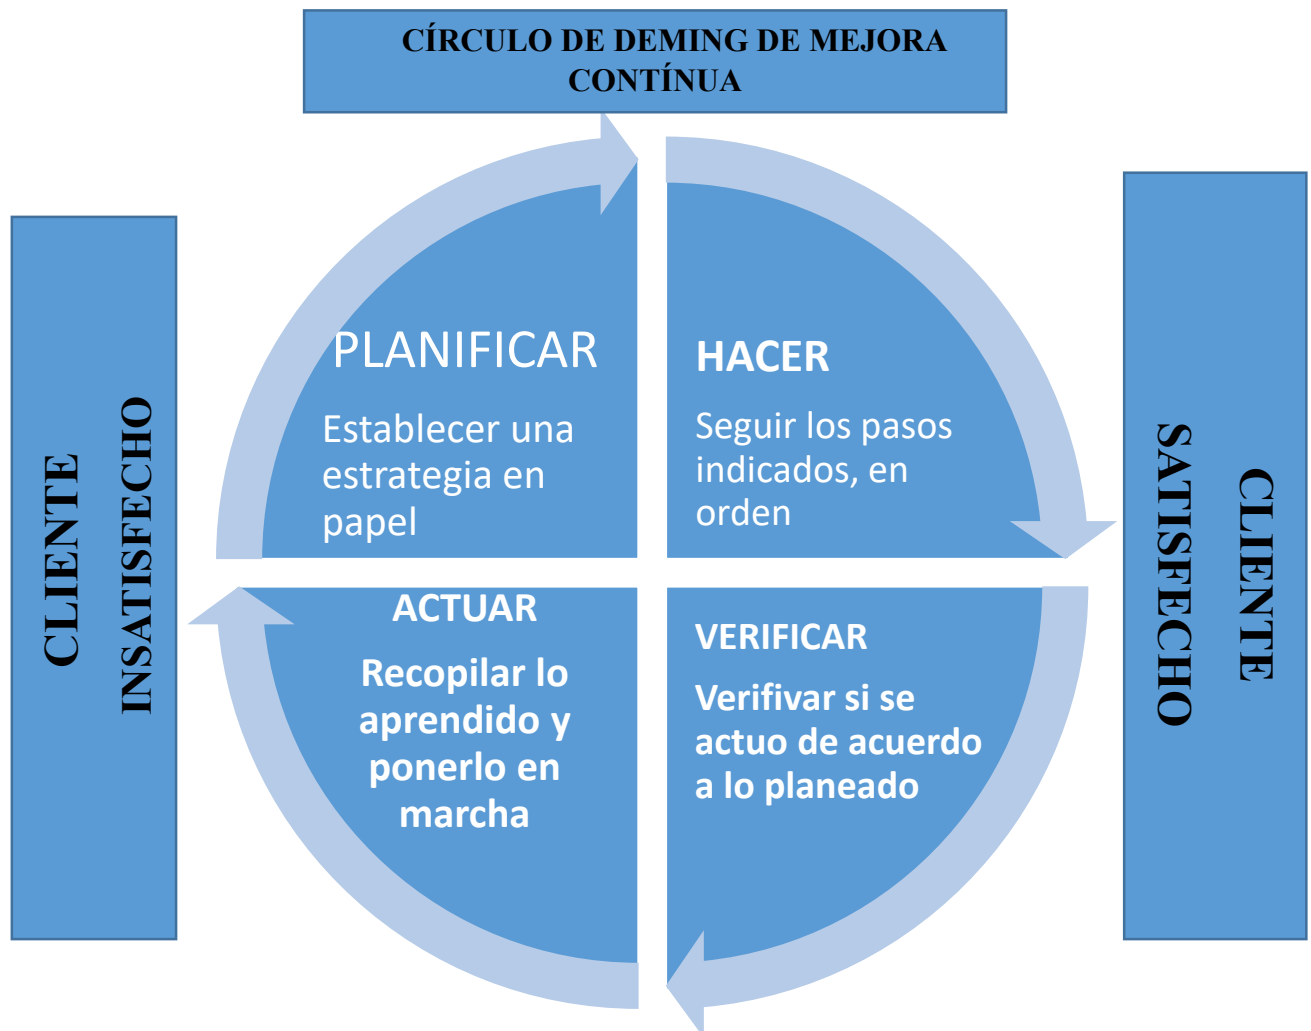 CÍRCULO DE DEMING DE MEJORA
CONTÍNUA
CLIENTE
INSATISFECHO
PLANIFICAR
Establecer una
estrategia en
papel
HACER
Seguir los pasos
indicados, en
orden
VERIFICAR
Verifivar si se
actuo de acuerdo
a lo planeado
ACTUAR
Recopilar lo
aprendido y
ponerlo en
marcha
CLIENTE
SATISFECHO